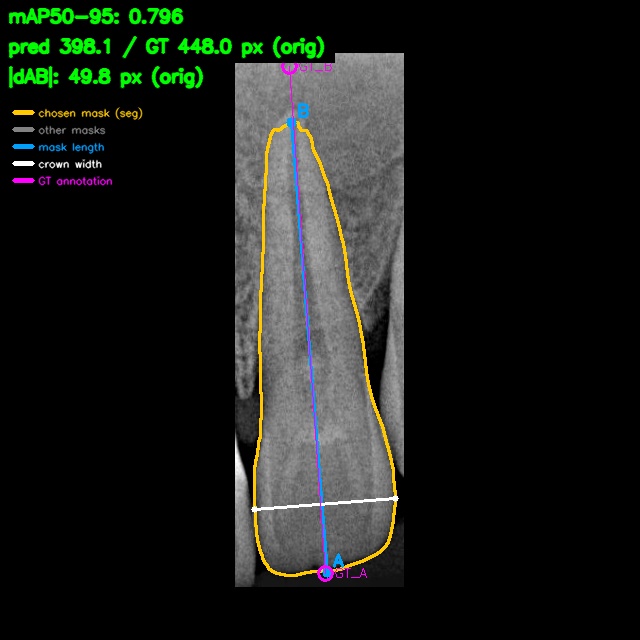 mAP50-95: 0.796
pred 398.1 / GT 448.0 px (orig)
|dAB|: 49.8 px (orig)
chosen mask (seg)
other masks
mask length
crown width
GT annotation
GT_B
B
A
GT_A